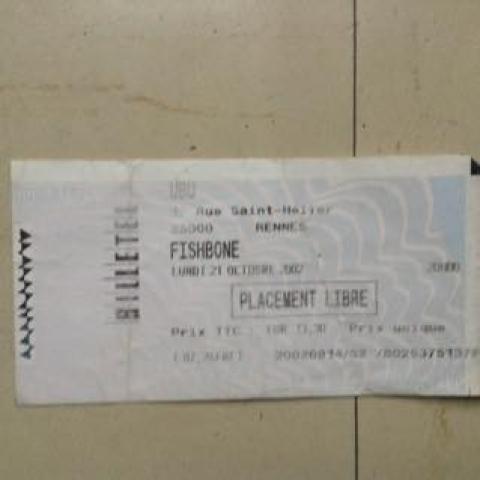 UBU
1, Rue Saint-Helier
35000 RENNES
FISHBONE
LUNDI 21 OCTOBRE 2002
20H00
PLACEMENT LIBRE
Prix TTC : EUR Prix unique
BILLETEL